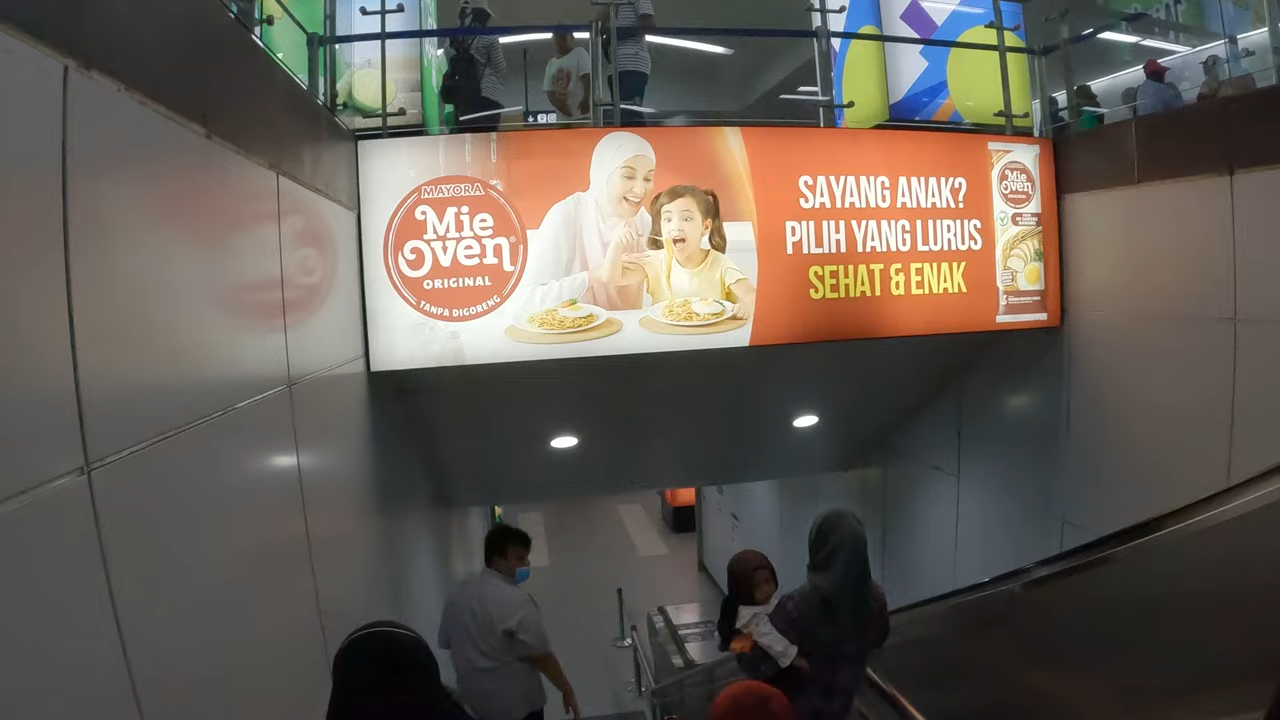 MAYORA
Mie
Oven
ORIGINAL
TANPA DIGORENG
SAYANG ANAK?
PILIH YANG LURUS
SEHAT & ENAK
Mie
Oven